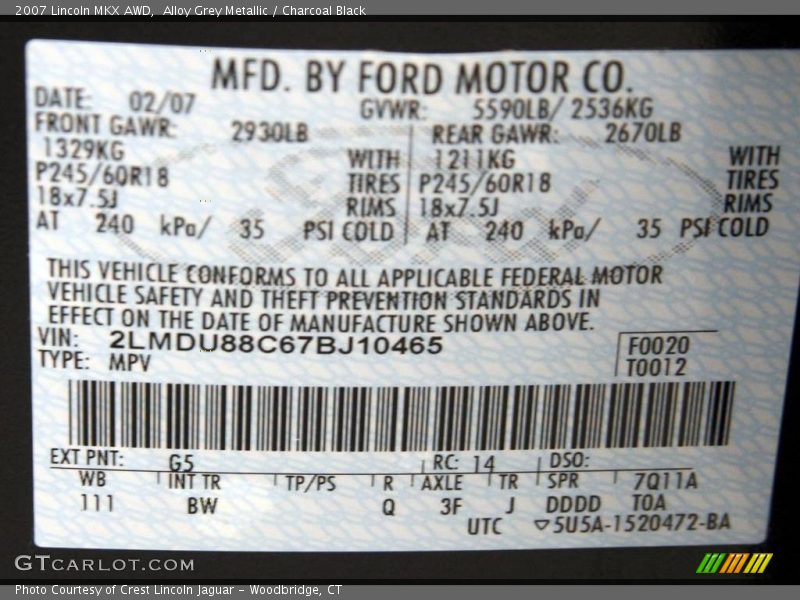 2007 Lincoln MKX AWD,  Alloy Grey Metallic / Charcoal Black
MFD. BY FORD MOTOR CO.
DATE: 02/07 GVWR: 5590LB/ 2536KG
FRONT GAWR: 2930LB REAR GAWR: 2670LB
1329KG WITH 1211KG WITH
P245/60R18 TIRES P245/60R18 TIRES
18x7.5J RIMS 18x7.5J RIMS
AT 240 kPa/ 35 PSI COLD AT 240 kPa/ 35 PSI COLD
THIS VEHICLE CONFORMS TO ALL APPLICABLE FEDERAL MOTOR
VEHICLE SAFETY AND THEFT PREVENTION STANDARDS IN
EFFECT ON THE DATE OF MANUFACTURE SHOWN ABOVE.
VIN: 2LMDU88C67BJ10465 F0020
TYPE: MPV T0012
EXT PNT: G5 RC: 14 DSO:
WB INT TR TP/PS R AXLE TR SPR 7Q11A
111 BW Q 3F J DDDD TOA
UTC ▽5U5A-1520472-BA
GTCARLOT.COM
Photo Courtesy of Crest Lincoln Jaguar - Woodbridge, CT